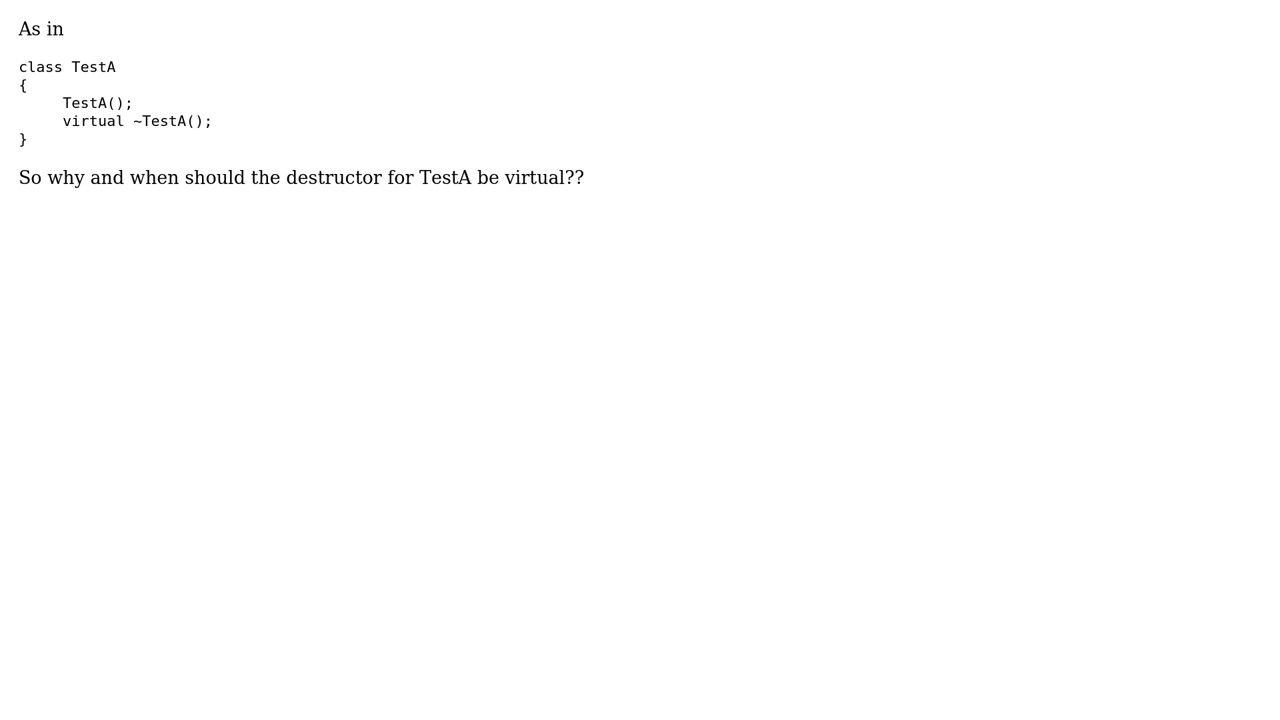 As in
class TestA
{
     TestA();
     virtual ~TestA();
}
So why and when should the destructor for TestA be virtual??